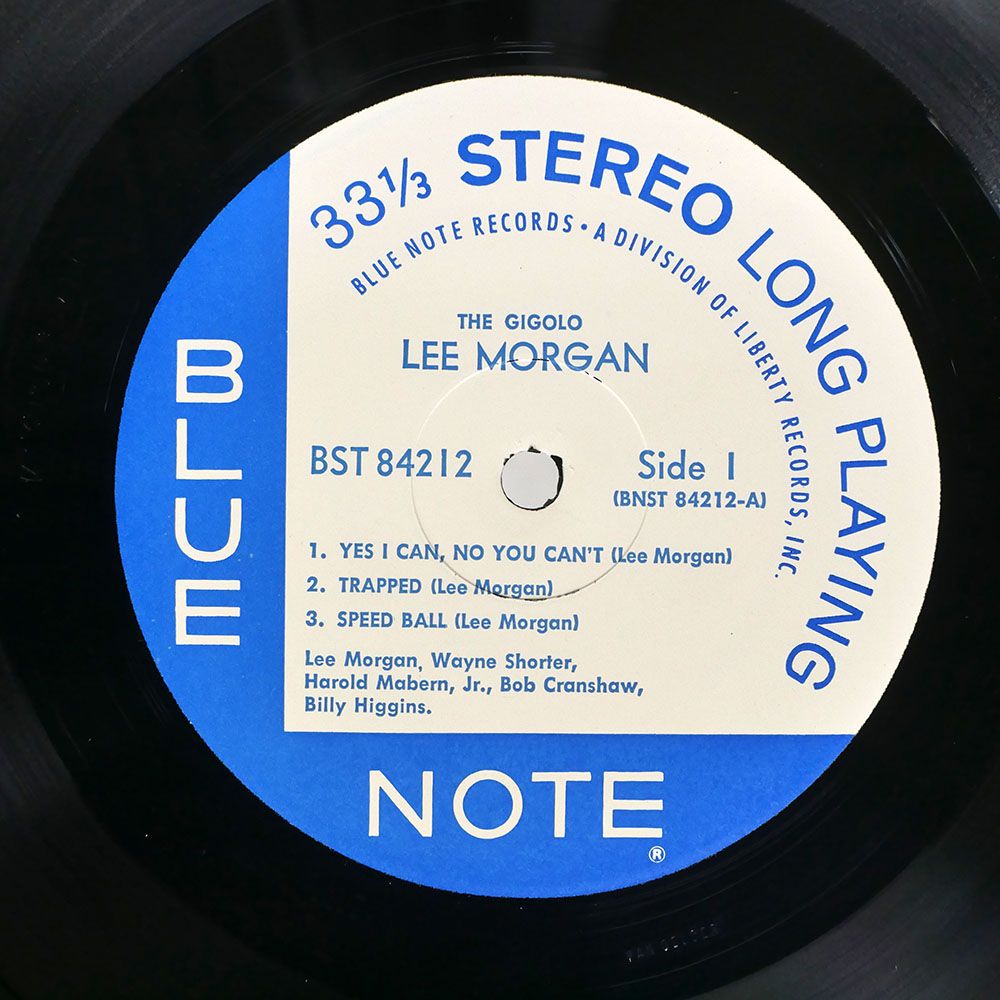 33⅓ STEREO LONG PLAYING
BLUE NOTE RECORDS • A DIVISION OF LIBERTY RECORDS, INC.
THE GIGOLO
LEE MORGAN
BST 84212
Side 1
(BNST 84212-A)
1. YES I CAN, NO YOU CAN'T (Lee Morgan)
2. TRAPPED (Lee Morgan)
3. SPEED BALL (Lee Morgan)
Lee Morgan, Wayne Shorter,
Harold Mabern, Jr., Bob Cranshaw,
Billy Higgins.
BLUE
NOTE
®